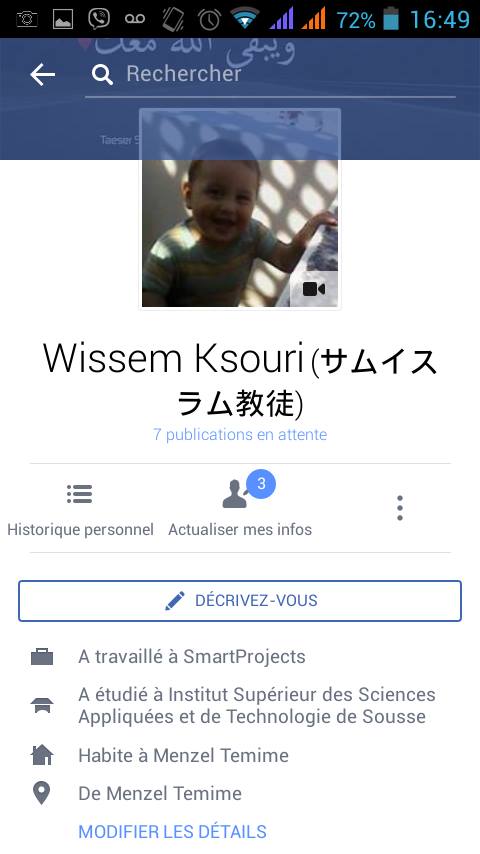 72% 16:49
ويبقى الله معك
Rechercher
Taeser S
Wissem Ksouri (サムイス
ラム教徒)
7 publications en attente
3
Historique personnel Actualiser mes infos
DÉCRIVEZ-VOUS
A travaillé à SmartProjects
A étudié à Institut Supérieur des Sciences
Appliquées et de Technologie de Sousse
Habite à Menzel Temime
De Menzel Temime
MODIFIER LES DÉTAILS